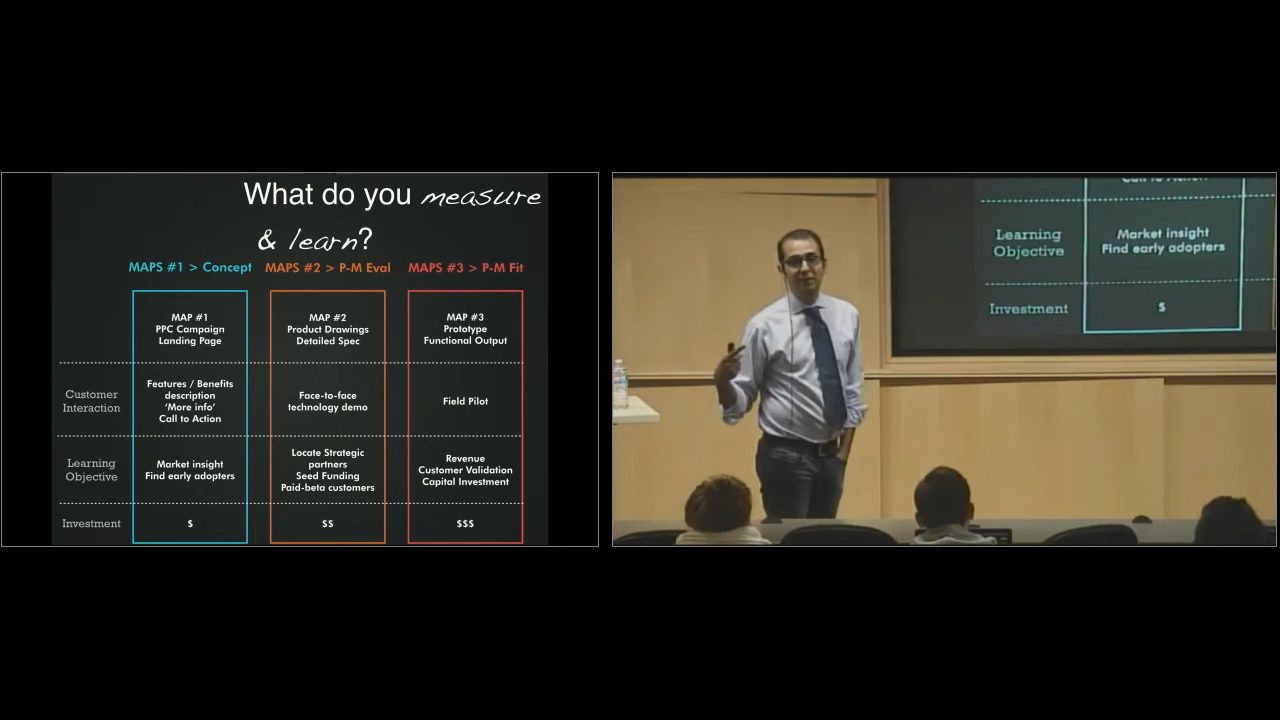 What do you measure
& learn?
MAPS #1 > Concept
MAPS #2 > P-M Eval
MAPS #3 > P-M Fit
MAP #1
PPC Campaign
Landing Page
MAP #2
Product Drawings
Detailed Spec
MAP #3
Prototype
Functional Output
Customer
Interaction
Features / Benefits
description
'More info'
Call to Action
Face-to-face
technology demo
Field Pilot
Learning
Objective
Market insight
Find early adopters
Locate Strategic
partners
Seed Funding
Paid-beta customers
Revenue
Customer Validation
Capital Investment
Investment
$
$$
$$$
Call to Action
Learning
Objective
Market insight
Find early adopters
Investment
$